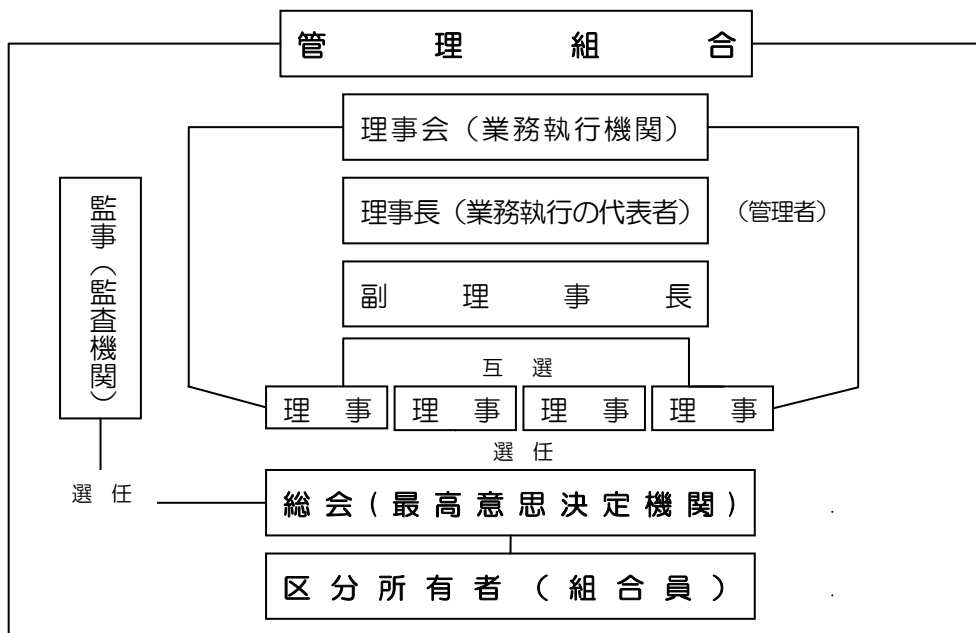 管理組合
理事会（業務執行機関）
理事長（業務執行の代表者）
（管理者）
副理事長
互選
理事
理事
理事
理事
選任
監事（監査機関）
選任
総会(最高意思決定機関)
区分所有者（組合員）